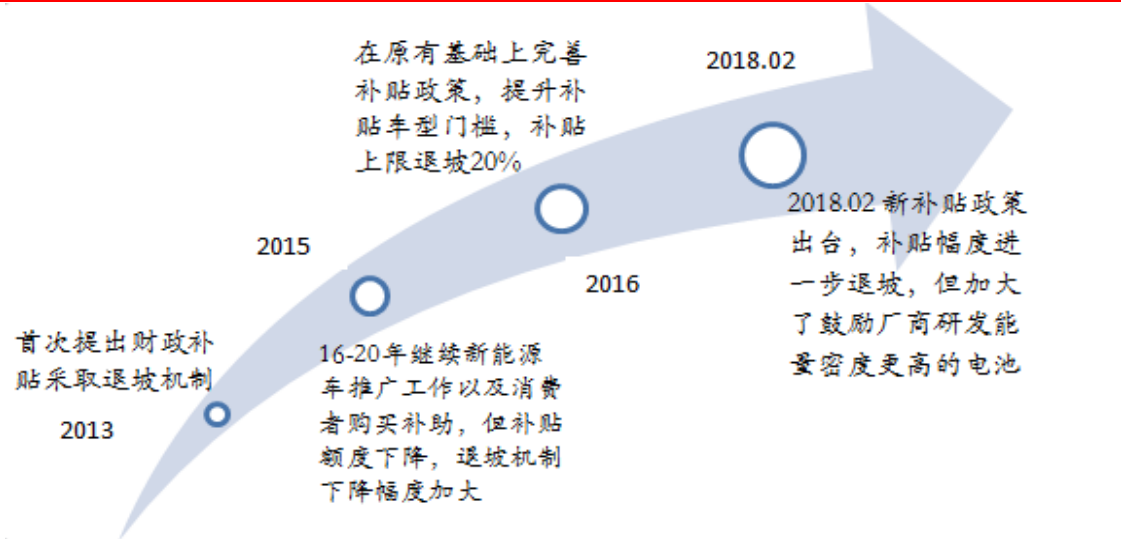 首次提出财政补
贴采取退坡机制
2013
2015
16-20年继续新能源
车推广工作以及消费
者购买补助，但补贴
额度下降，退坡机制
下降幅度加大
在原有基础上完善
补贴政策，提升补
贴车型门槛，补贴
上限退坡20%
2016
2018.02
2018.02 新补贴政策
出台，补贴幅度进
一步退坡，但加大
了鼓励厂商研发能
量密度更高的电池